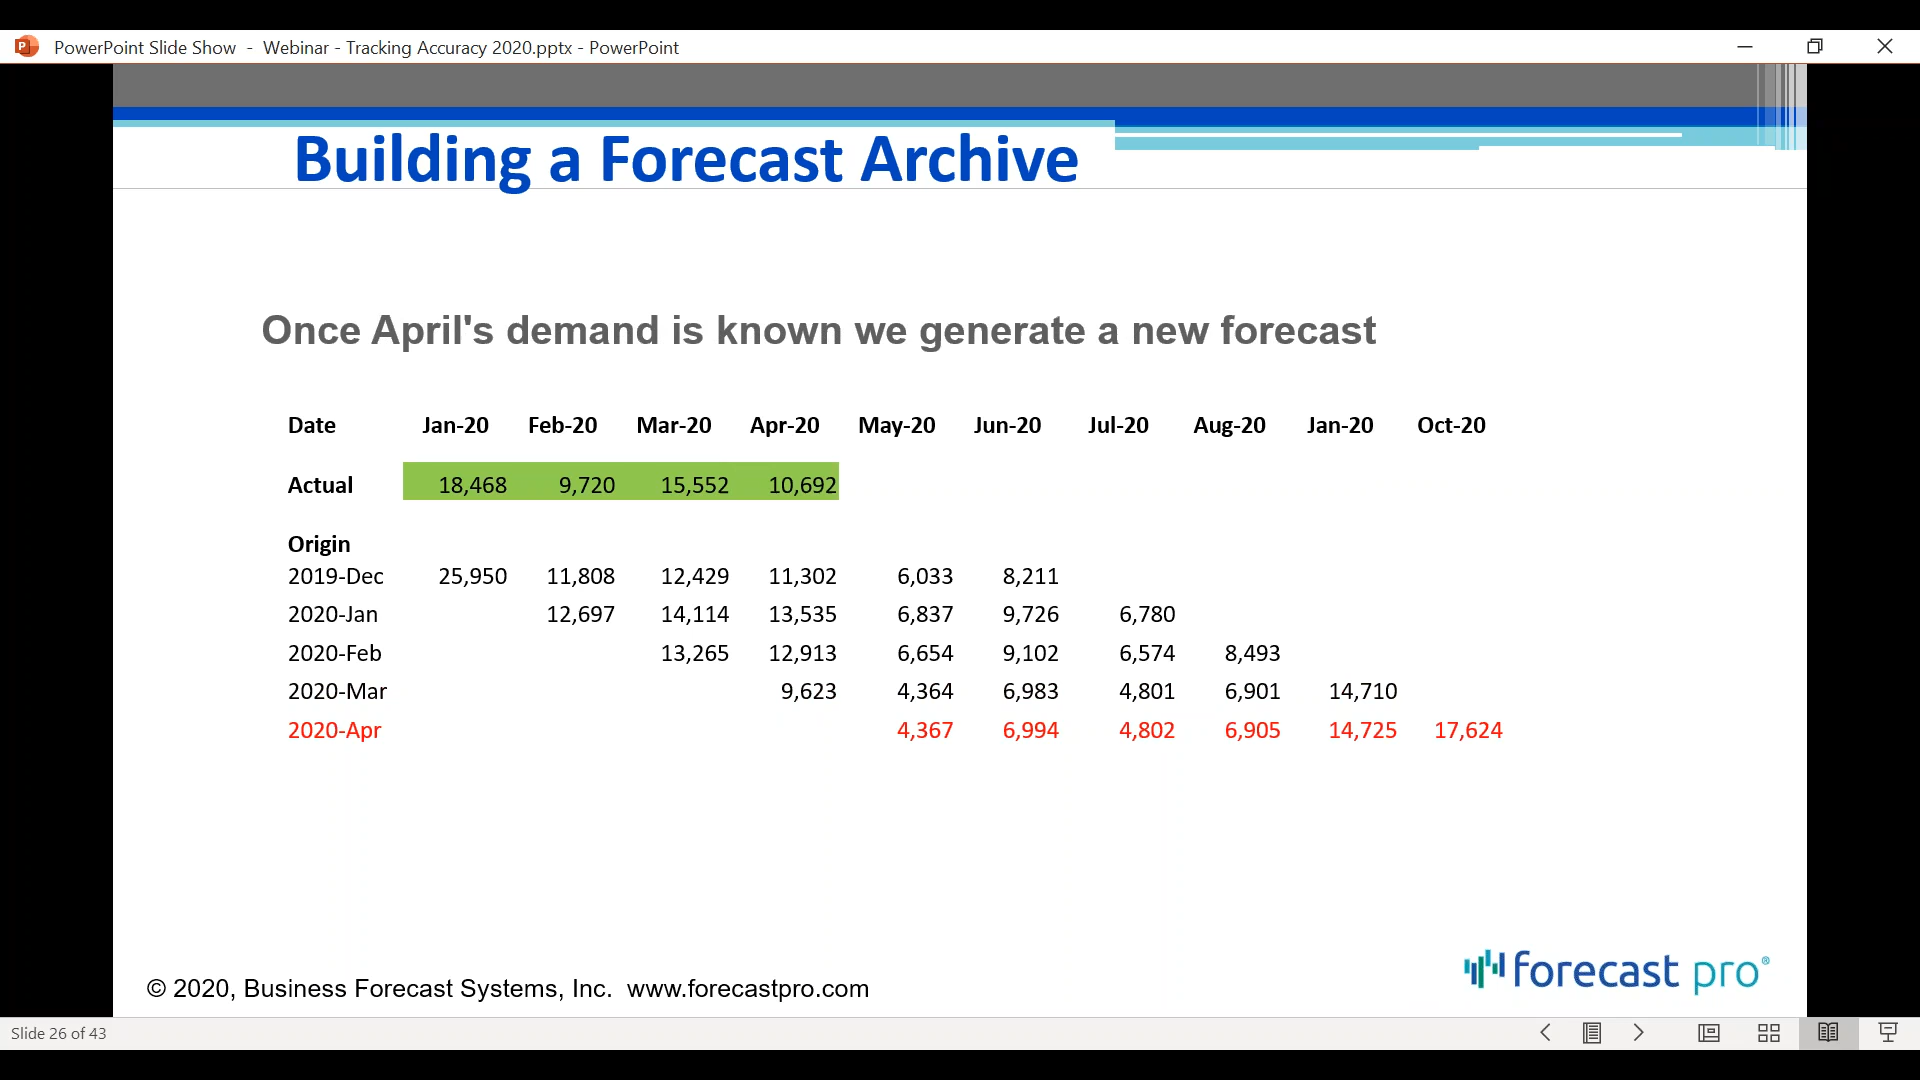 PowerPoint Slide Show - Webinar - Tracking Accuracy 2020.pptx - PowerPoint
Building a Forecast Archive
Once April's demand is known we generate a new forecast
Date Jan-20 Feb-20 Mar-20 Apr-20 May-20 Jun-20 Jul-20 Aug-20 Jan-20 Oct-20
Actual 18,468 9,720 15,552 10,692
Origin
2019-Dec 25,950 11,808 12,429 11,302 6,033 8,211
2020-Jan 12,697 14,114 13,535 6,837 9,726 6,780
2020-Feb 13,265 12,913 6,654 9,102 6,574 8,493
2020-Mar 9,623 4,364 6,983 4,801 6,901 14,710
2020-Apr 4,367 6,994 4,802 6,905 14,725 17,624
forecast pro®
© 2020, Business Forecast Systems, Inc. www.forecastpro.com
Slide 26 of 43